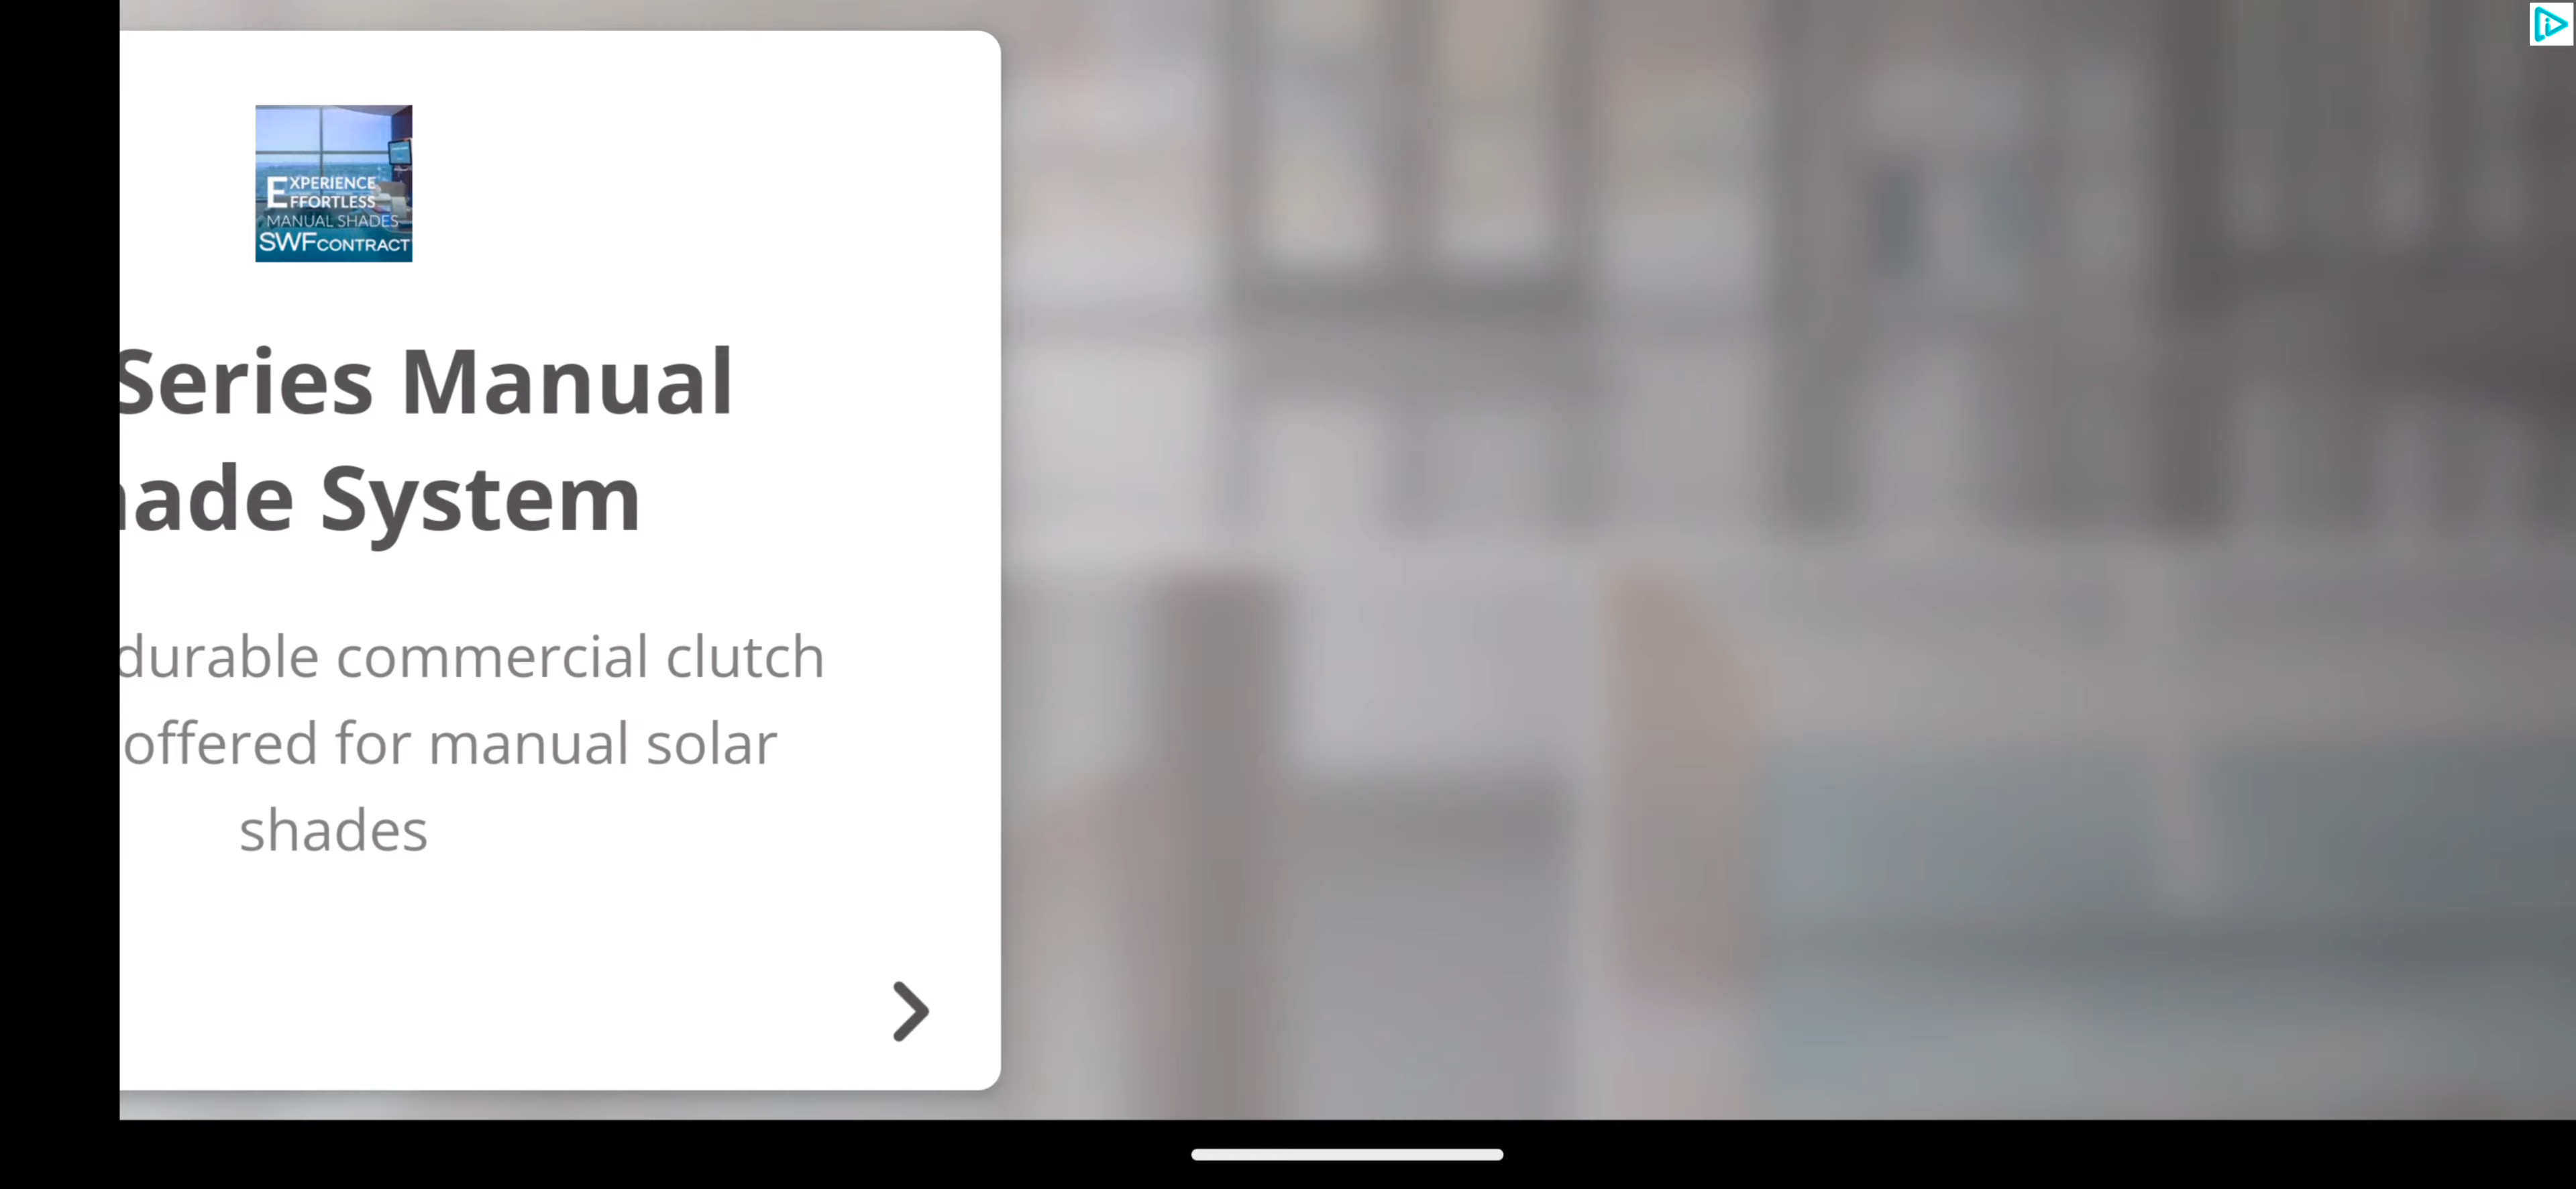 EXPERIENCE
EFFORTLESS
MANUAL SHADES
SWFCONTRACT
Series Manual
ade System
durable commercial clutch
offered for manual solar
shades